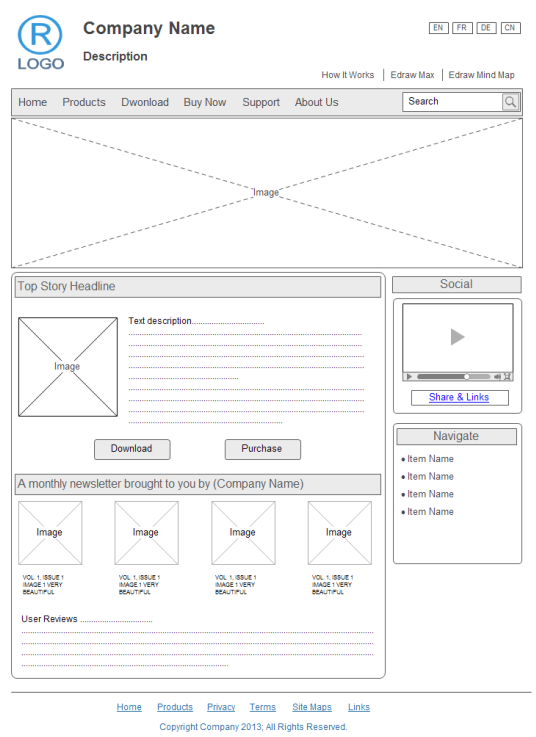 R
LOGO
Company Name
Description
EN FR DE CN
How It Works Edraw Max Edraw Mind Map
Home Products Dwonload Buy Now Support About Us Search
Image
Top Story Headline
Text description
Image
Download Purchase
A monthly newsletter brought to you by (Company Name)
Image Image Image Image
VOL. 1, ISSUE 1 VOL. 1, ISSUE 1 VOL. 1, ISSUE 1 VOL. 1, ISSUE 1
IMAGE 1 VERY IMAGE 1 VERY IMAGE 1 VERY IMAGE 1 VERY
BEAUTIFUL BEAUTIFUL BEAUTIFUL BEAUTIFUL
User Reviews
Social
Share & Links
Navigate
Item Name
Item Name
Item Name
Item Name
Home Products Privacy Terms Site Maps Links
Copyright Company 2013; All Rights Reserved.